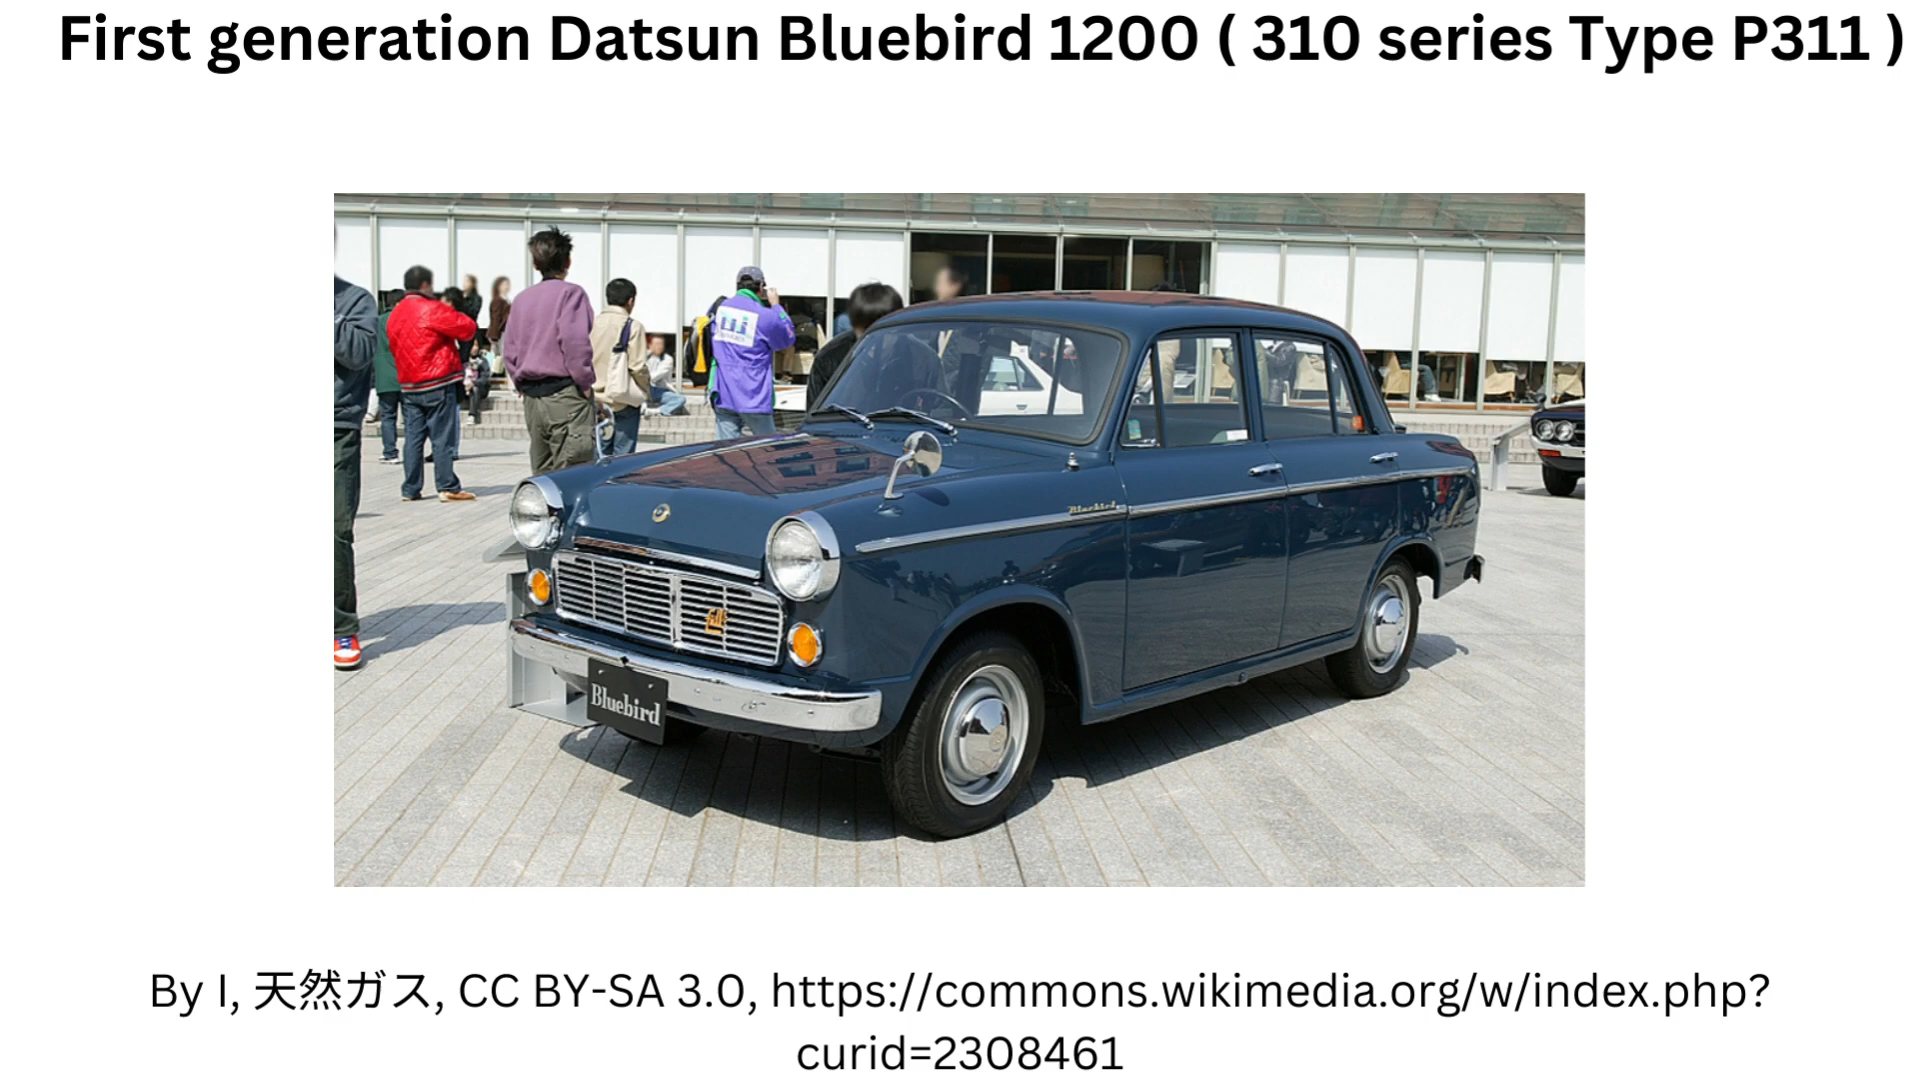 First generation Datsun Bluebird 1200 ( 310 series Type P311 )
Bluebird
Bluebird
By I, 天然ガス, CC BY-SA 3.0, https://commons.wikimedia.org/w/index.php?
curid=2308461